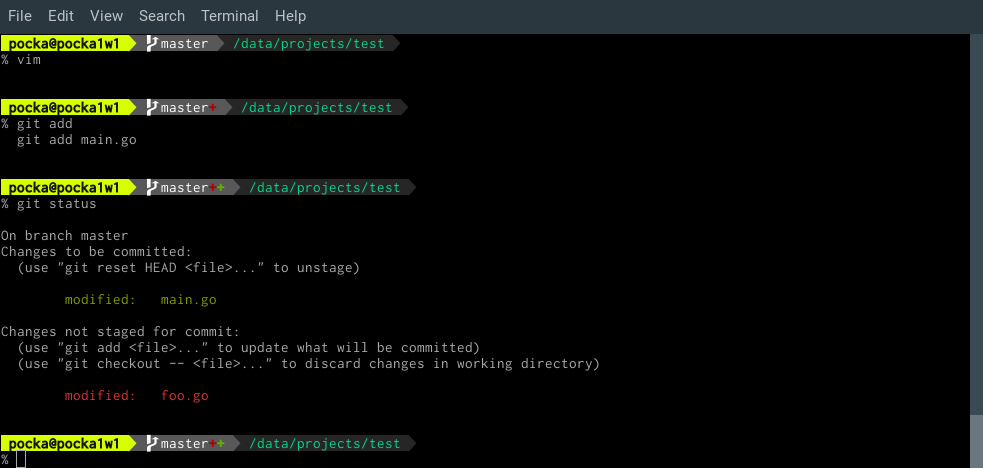 File Edit View Search Terminal Help
pocka@pocka1w1 master /data/projects/test
% vim
pocka@pocka1w1 master+ /data/projects/test
% git add
git add main.go
pocka@pocka1w1 master++ /data/projects/test
% git status
On branch master
Changes to be committed:
(use "git reset HEAD <file>..." to unstage)
modified: main.go
Changes not staged for commit:
(use "git add <file>..." to update what will be committed)
(use "git checkout -- <file>..." to discard changes in working directory)
modified: foo.go
pocka@pocka1w1 master++ /data/projects/test
%